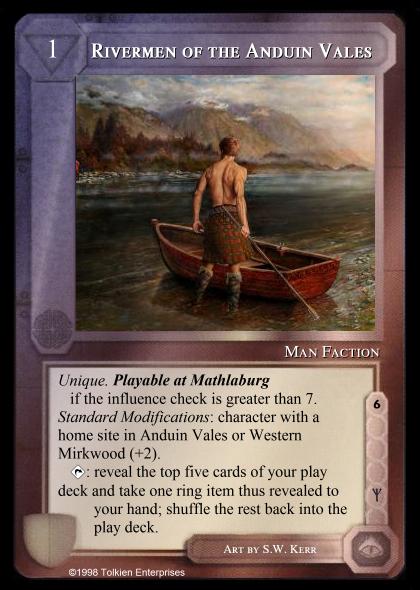 1
Rivermen of the Anduin Vales
Man Faction
Unique. Playable at Mathlaburg
if the influence check is greater than 7.
Standard Modifications: character with a
home site in Anduin Vales or Western
Mirkwood (+2).
: reveal the top five cards of your play
deck and take one ring item thus revealed to
your hand; shuffle the rest back into the
play deck.
6
Art by S.W. Kerr
©1998 Tolkien Enterprises